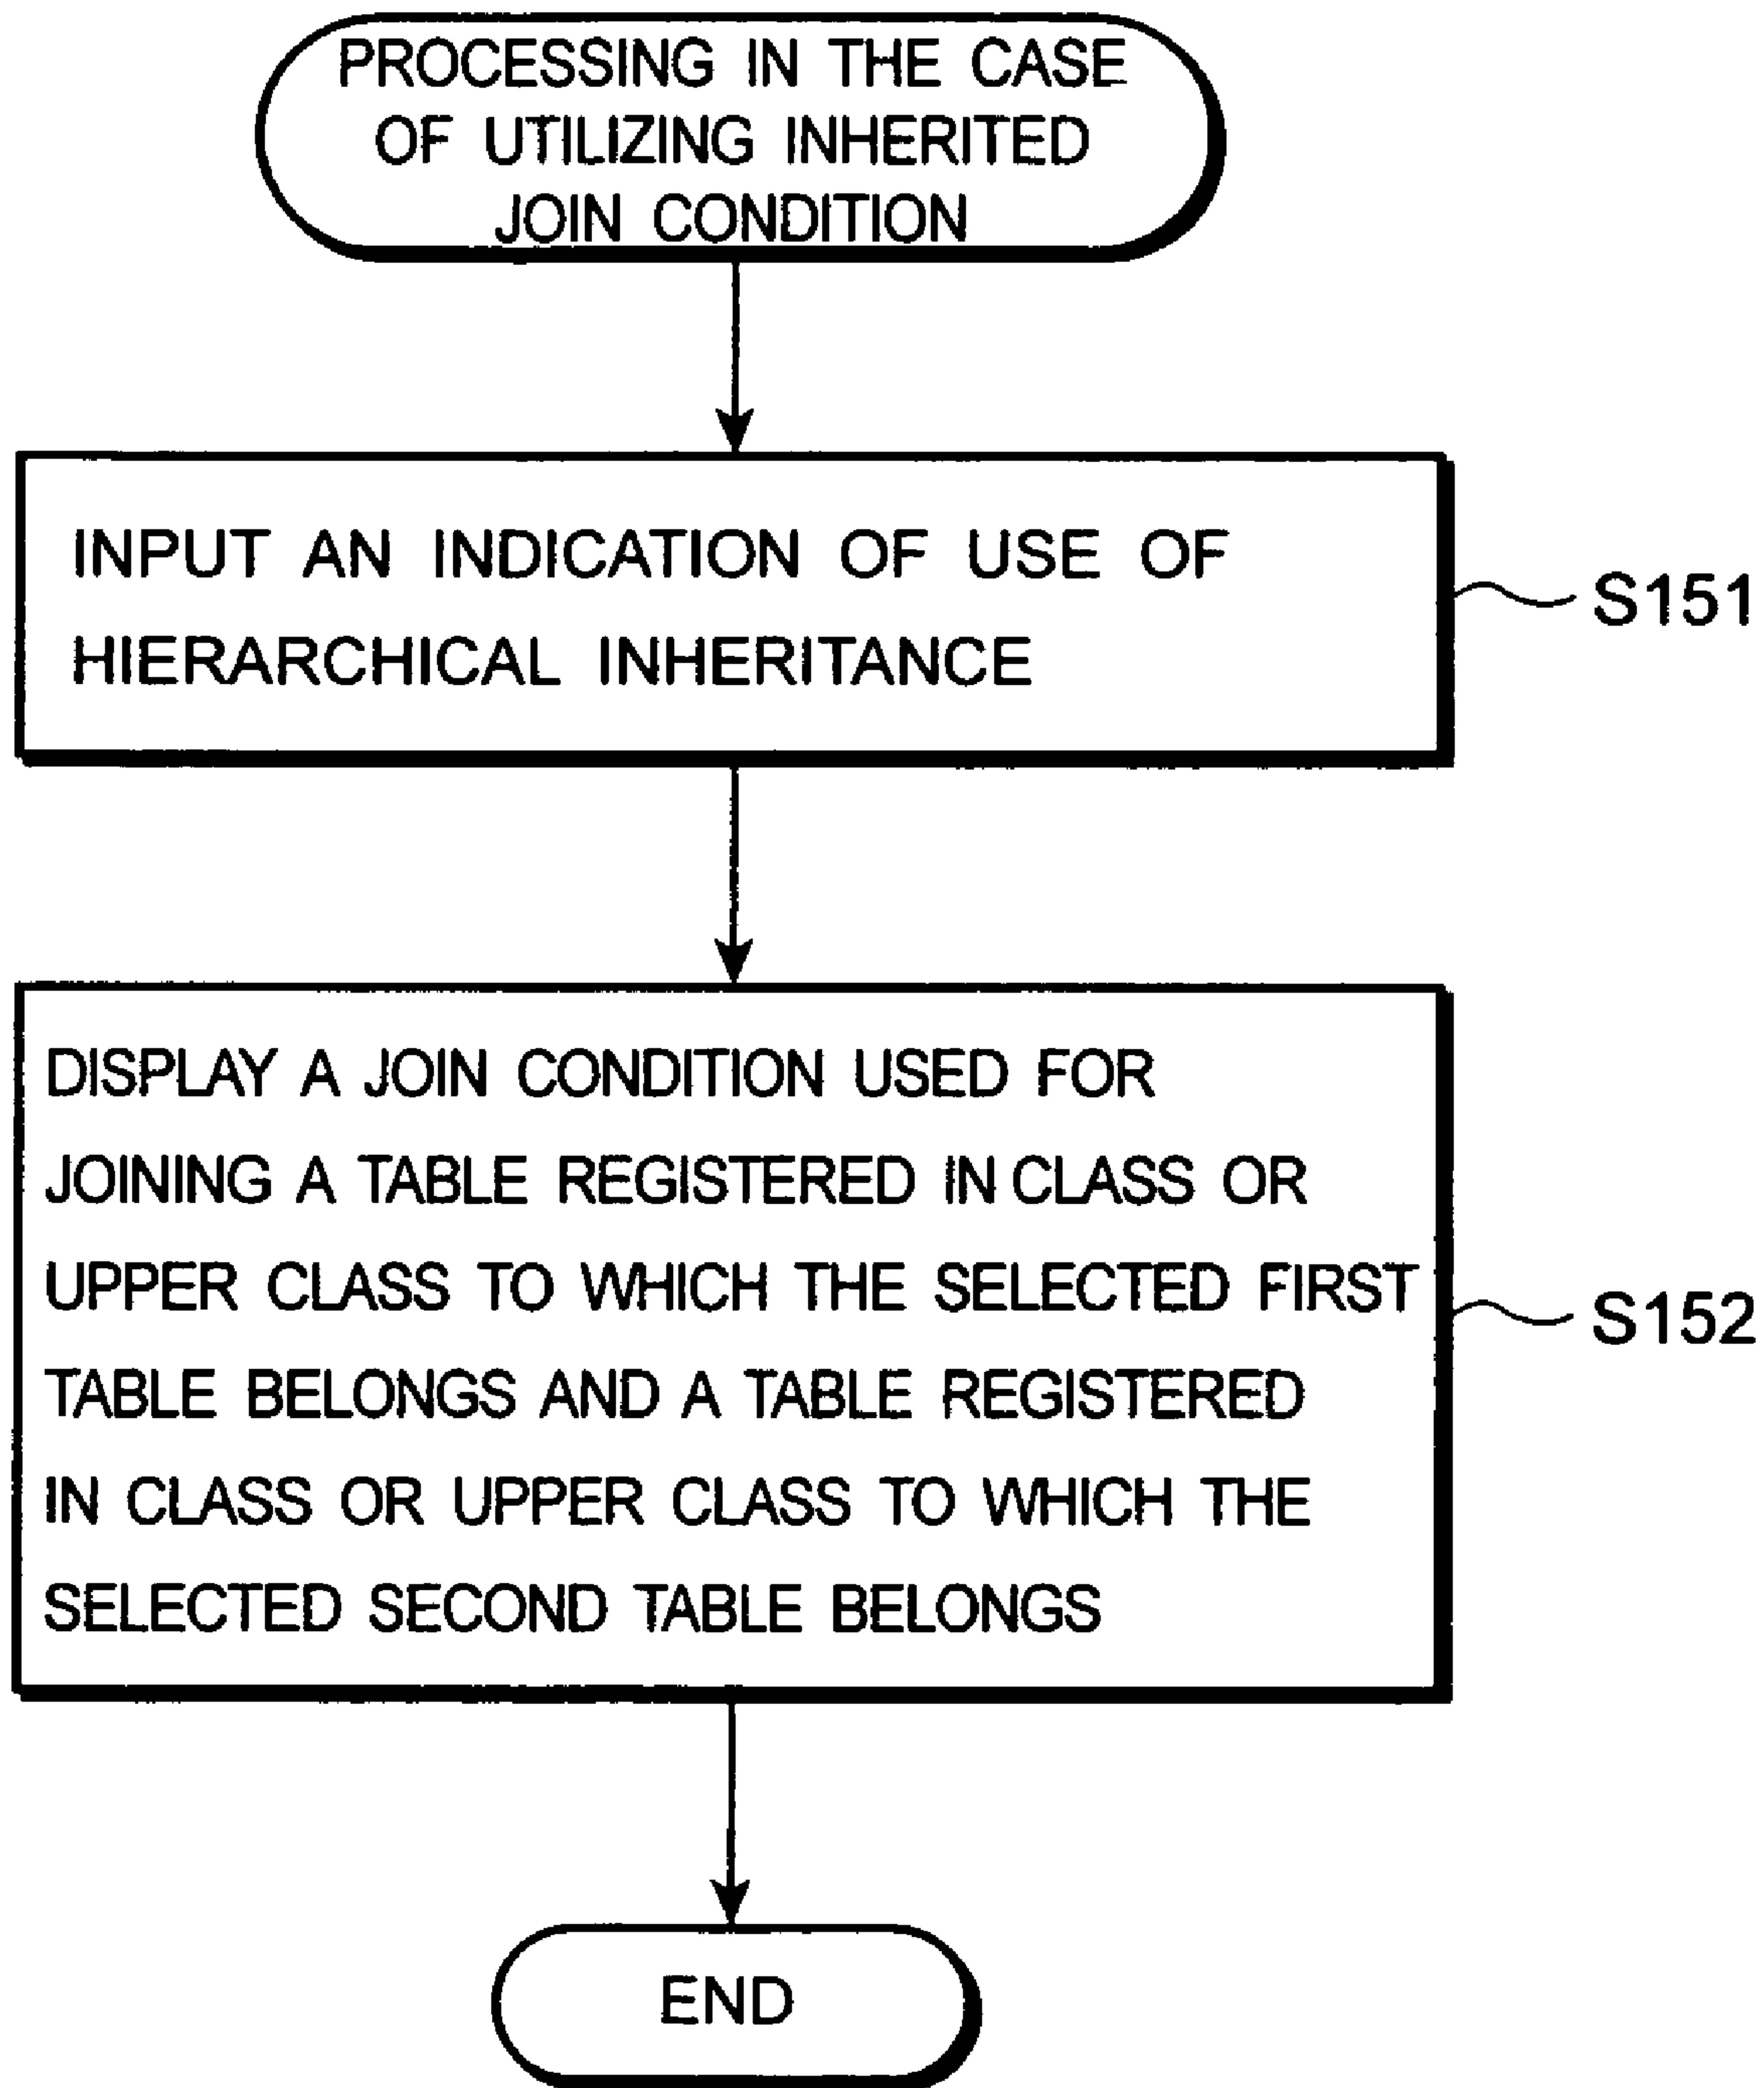 PROCESSING IN THE CASE
OF UTILIZING INHERITED
JOIN CONDITION
INPUT AN INDICATION OF USE OF
HIERARCHICAL INHERITANCE
S151
DISPLAY A JOIN CONDITION USED FOR
JOINING A TABLE REGISTERED IN CLASS OR
UPPER CLASS TO WHICH THE SELECTED FIRST
TABLE BELONGS AND A TABLE REGISTERED
IN CLASS OR UPPER CLASS TO WHICH THE
SELECTED SECOND TABLE BELONGS
S152
END